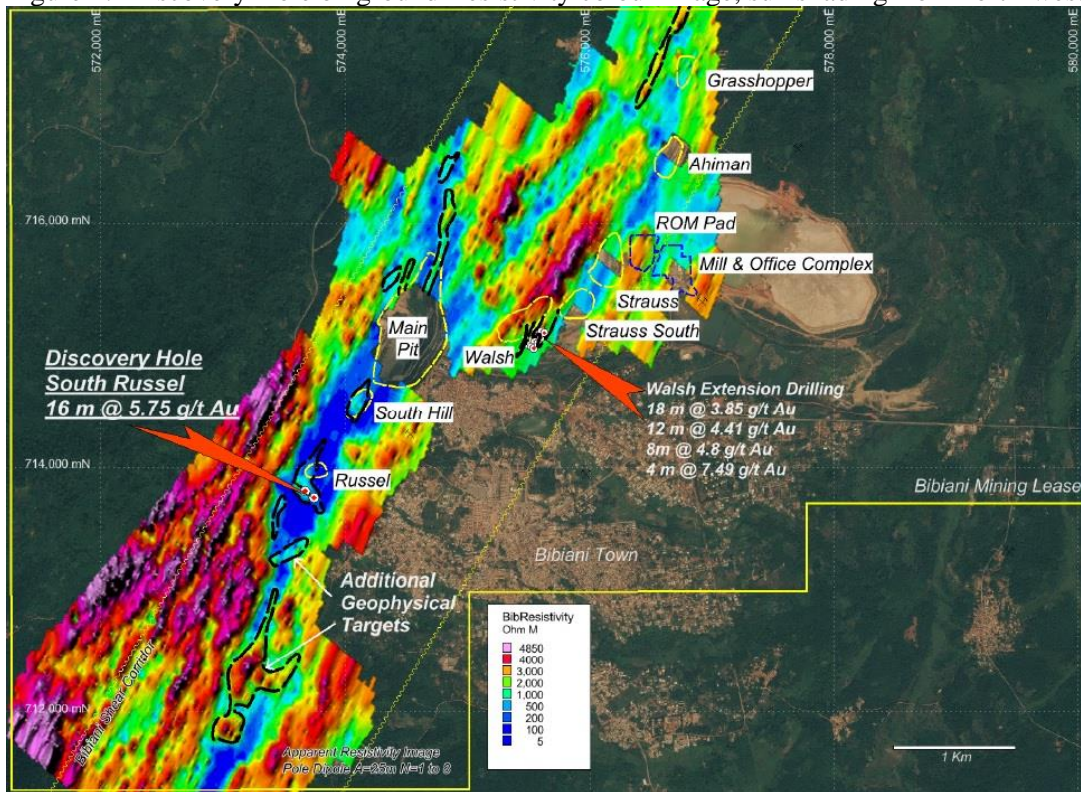 572,000 mE
574,000 mE
576,000 mE
578,000 mE
580,000 mE
Grasshopper
Ahiman
716,000 mN
ROM Pad
Mill & Office Complex
Strauss
Strauss South
Main
Pit
Walsh
Discovery Hole
South Russel
16 m @ 5.75 g/t Au
South Hill
Walsh Extension Drilling
18 m @ 3.85 g/t Au
12 m @ 4.41 g/t Au
8m @ 4.8 g/t Au
4 m @ 7.49 g/t Au
714,000 mN
Russel
Bibiani Mining Lease
Bibiani Town
Additional
Geophysical
Targets
BibResistivity
Ohm M
4850
4000
3,000
2,000
1,000
500
200
100
5
Bibiani Shear Corridor
712,000 mN
Apparent Resistivity Image
Pole Dipole A=25m N=1 to 8
1 Km